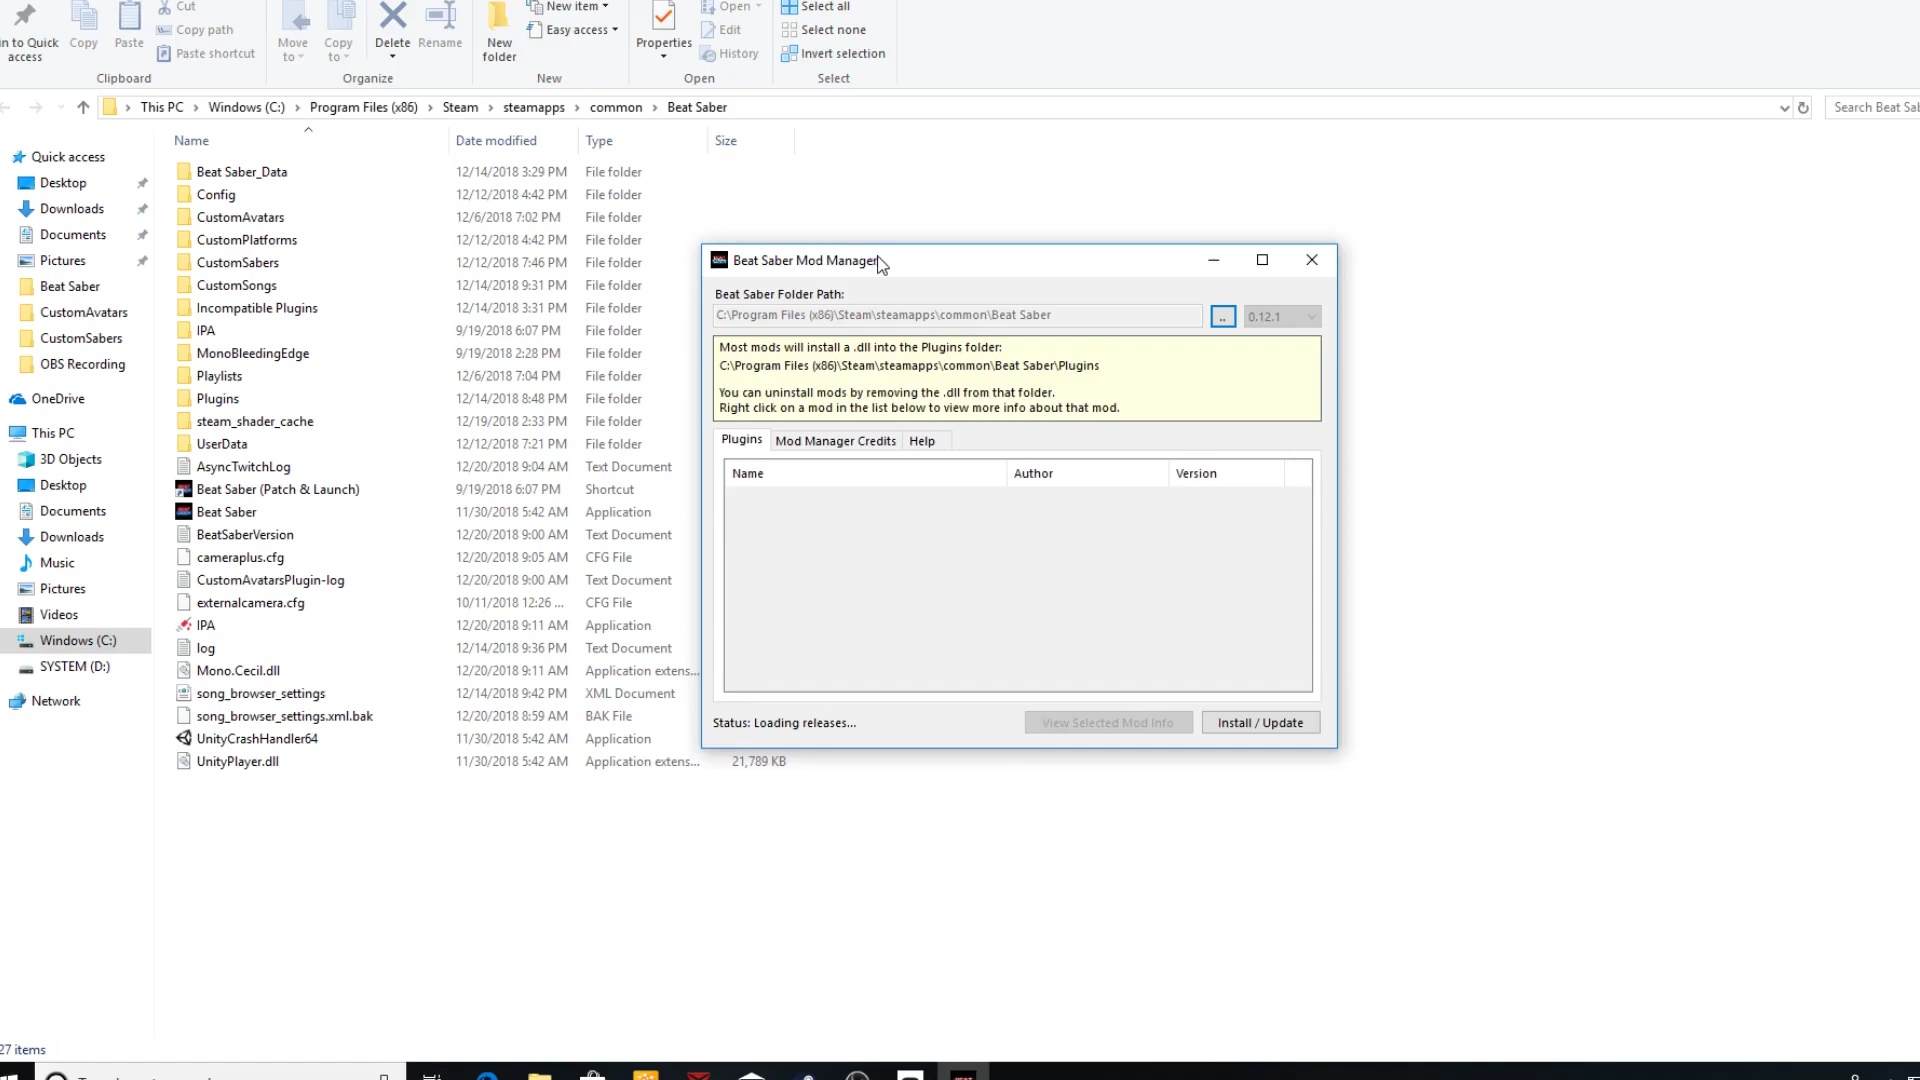 Cut
New item
Open
Select all
in to Quick access
Copy
Paste
Copy path
Paste shortcut
Move to
Copy to
Delete
Rename
New folder
Easy access
Properties
Edit
History
Select none
Invert selection
Clipboard
Organize
New
Open
Select
This PC > Windows (C:) > Program Files (x86) > Steam > steamapps > common > Beat Saber
Search Beat Sab
Name
Date modified
Type
Size
Quick access
Desktop
Downloads
Documents
Pictures
Beat Saber
CustomAvatars
CustomSabers
OBS Recording
OneDrive
This PC
3D Objects
Desktop
Documents
Downloads
Music
Pictures
Videos
Windows (C:)
SYSTEM (D:)
Network
Beat Saber_Data 12/14/2018 3:29 PM File folder
Config 12/12/2018 4:42 PM File folder
CustomAvatars 12/6/2018 7:02 PM File folder
CustomPlatforms 12/12/2018 4:42 PM File folder
CustomSabers 12/12/2018 7:46 PM File folder
CustomSongs 12/14/2018 9:31 PM File folder
Incompatible Plugins 12/14/2018 3:31 PM File folder
IPA 9/19/2018 6:07 PM File folder
MonoBleedingEdge 9/19/2018 2:28 PM File folder
Playlists 12/6/2018 7:04 PM File folder
Plugins 12/14/2018 8:48 PM File folder
steam_shader_cache 12/19/2018 2:33 PM File folder
UserData 12/12/2018 7:21 PM File folder
AsyncTwitchLog 12/20/2018 9:04 AM Text Document
Beat Saber (Patch & Launch) 9/19/2018 6:07 PM Shortcut
Beat Saber 11/30/2018 5:42 AM Application
BeatSaberVersion 12/20/2018 9:00 AM Text Document
cameraplus.cfg 12/20/2018 9:05 AM CFG File
CustomAvatarsPlugin-log 12/20/2018 9:00 AM Text Document
externalcamera.cfg 10/11/2018 12:26 ... CFG File
IPA 12/20/2018 9:11 AM Application
log 12/14/2018 9:36 PM Text Document
Mono.Cecil.dll 12/20/2018 9:11 AM Application extens...
song_browser_settings 12/14/2018 9:42 PM XML Document
song_browser_settings.xml.bak 12/20/2018 8:59 AM BAK File
UnityCrashHandler64 11/30/2018 5:42 AM Application
UnityPlayer.dll 11/30/2018 5:42 AM Application extens... 21,789 KB
Beat Saber Mod Manager
Beat Saber Folder Path:
C:\Program Files (x86)\Steam\steamapps\common\Beat Saber
..
0.12.1
Most mods will install a .dll into the Plugins folder:
C:\Program Files (x86)\Steam\steamapps\common\Beat Saber\Plugins
You can uninstall mods by removing the .dll from that folder.
Right click on a mod in the list below to view more info about that mod.
Plugins
Mod Manager Credits
Help
Name
Author
Version
Status: Loading releases...
View Selected Mod Info
Install / Update
27 items